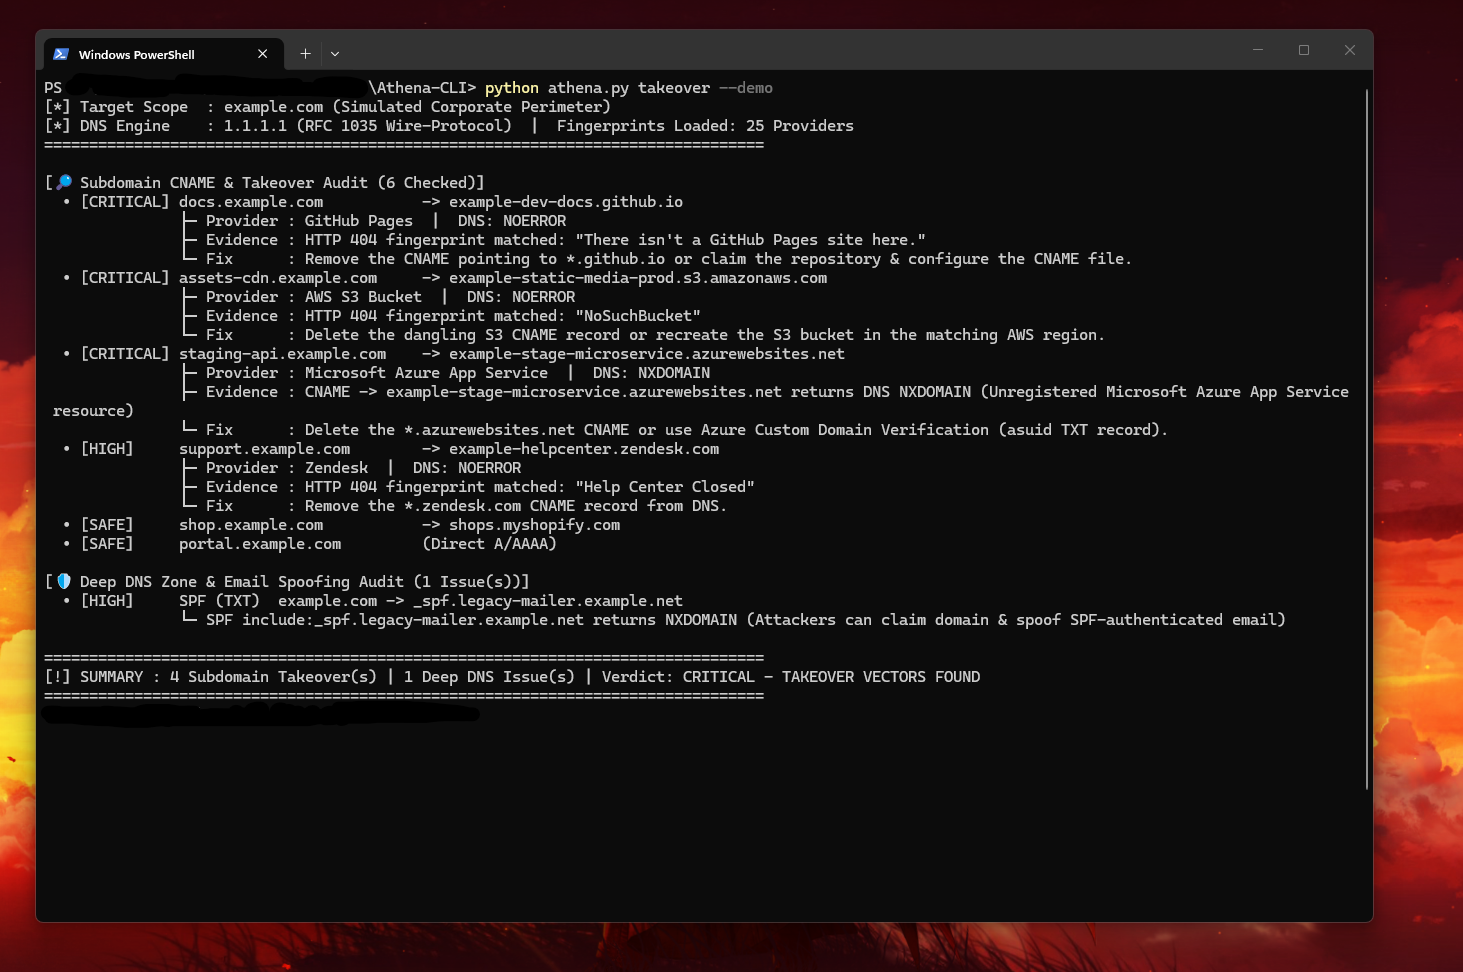 Windows PowerShell
PS \Athena-CLI> python athena.py takeover --demo
[*] Target Scope  : example.com (Simulated Corporate Perimeter)
[*] DNS Engine    : 1.1.1.1 (RFC 1035 Wire-Protocol)  |  Fingerprints Loaded: 25 Providers
================================================================================
[🔎 Subdomain CNAME & Takeover Audit (6 Checked)]
• [CRITICAL] docs.example.com           -> example-dev-docs.github.io
├─ Provider : GitHub Pages  |  DNS: NOERROR
├─ Evidence : HTTP 404 fingerprint matched: "There isn't a GitHub Pages site here."
└─ Fix      : Remove the CNAME pointing to *.github.io or claim the repository & configure the CNAME file.
• [CRITICAL] assets-cdn.example.com     -> example-static-media-prod.s3.amazonaws.com
├─ Provider : AWS S3 Bucket  |  DNS: NOERROR
├─ Evidence : HTTP 404 fingerprint matched: "NoSuchBucket"
└─ Fix      : Delete the dangling S3 CNAME record or recreate the S3 bucket in the matching AWS region.
• [CRITICAL] staging-api.example.com    -> example-stage-microservice.azurewebsites.net
├─ Provider : Microsoft Azure App Service  |  DNS: NXDOMAIN
├─ Evidence : CNAME -> example-stage-microservice.azurewebsites.net returns DNS NXDOMAIN (Unregistered Microsoft Azure App Service
resource)
└─ Fix      : Delete the *.azurewebsites.net CNAME or use Azure Custom Domain Verification (asuid TXT record).
• [HIGH]     support.example.com        -> example-helpcenter.zendesk.com
├─ Provider : Zendesk  |  DNS: NOERROR
├─ Evidence : HTTP 404 fingerprint matched: "Help Center Closed"
└─ Fix      : Remove the *.zendesk.com CNAME record from DNS.
• [SAFE]     shop.example.com           -> shops.myshopify.com
• [SAFE]     portal.example.com         (Direct A/AAAA)
[🛡️ Deep DNS Zone & Email Spoofing Audit (1 Issue(s))]
• [HIGH]     SPF (TXT)  example.com -> _spf.legacy-mailer.example.net
└─ SPF include:_spf.legacy-mailer.example.net returns NXDOMAIN (Attackers can claim domain & spoof SPF-authenticated email)
================================================================================
[!] SUMMARY : 4 Subdomain Takeover(s) | 1 Deep DNS Issue(s) | Verdict: CRITICAL - TAKEOVER VECTORS FOUND
================================================================================